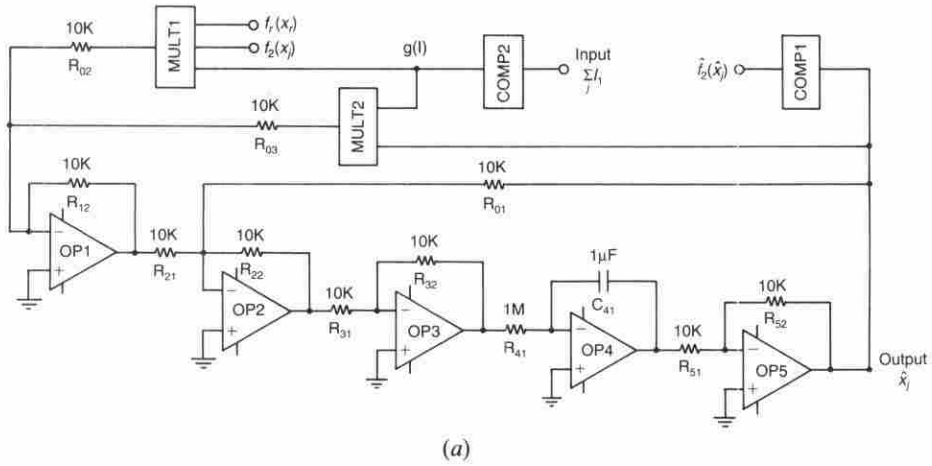 10K
R02
MULT1
fr(xr)
f2(xj)
g(I)
COMP2
Input
ΣI1
j
f̂2(x̂j)
COMP1
10K
R03
MULT2
10K
R12
10K
R01
OP1
10K
R21
10K
R22
OP2
10K
R31
10K
R32
OP3
1M
R41
1μF
C41
OP4
10K
R51
10K
R52
OP5
Output
x̂j
(a)